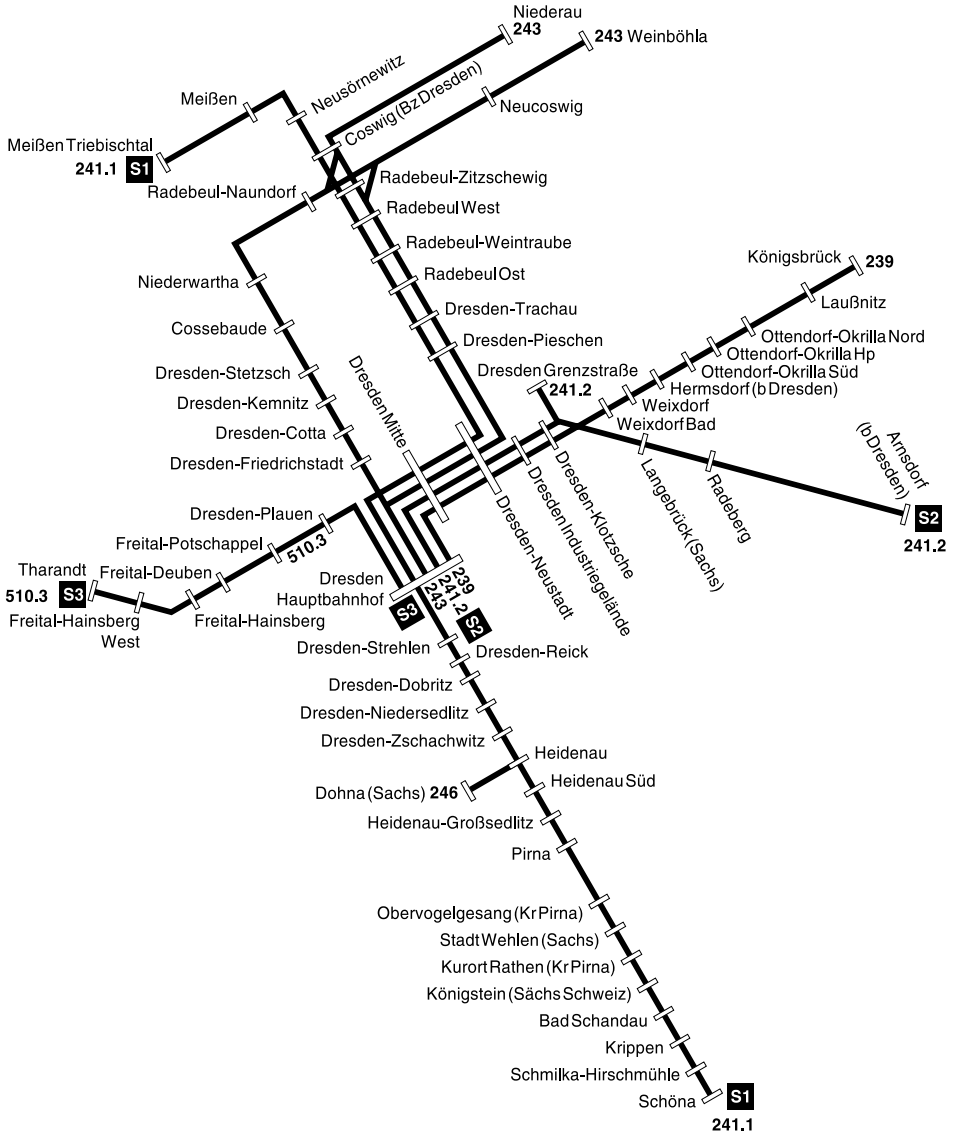 Niederau
243
243 Weinböhla
Neusörnewitz
Coswig (Bz Dresden)
Meißen
Neucoswig
Meißen Triebischtal
241.1 S1
Radebeul-Naundorf
Radebeul-Zitzschewig
Radebeul West
Radebeul-Weintraube
Radebeul Ost
Niederwartha
Königsbrück
239
Laußnitz
Cossebaude
Dresden-Trachau
Dresden-Pieschen
Ottendorf-Okrilla Nord
Ottendorf-Okrilla Hp
Ottendorf-Okrilla Süd
Hermsdorf (b Dresden)
Weixdorf
Weixdorf Bad
Dresden Grenzstraße
241.2
Dresden-Stetzsch
Dresden-Kemnitz
Dresden-Cotta
Dresden-Friedrichstadt
Dresden Mitte
Dresden-Neustadt
Dresden Industriegelände
Dresden-Klotzsche
Langebrück (Sachs)
Radeberg
Arnsdorf
(b Dresden)
S2
241.2
Dresden-Plauen
Freital-Potschappel
510.3
Freital-Deuben
Tharandt
510.3 S3
Freital-Hainsberg
West
Freital-Hainsberg
Dresden
Hauptbahnhof
S3
243
241.2 S2
239
Dresden-Strehlen
Dresden-Reick
Dresden-Dobritz
Dresden-Niedersedlitz
Dresden-Zschachwitz
Heidenau
Heidenau Süd
Dohna (Sachs) 246
Heidenau-Großsedlitz
Pirna
Obervogelgesang (Kr Pirna)
Stadt Wehlen (Sachs)
Kurort Rathen (Kr Pirna)
Königstein (Sächs Schweiz)
Bad Schandau
Krippen
Schmilka-Hirschmühle
Schöna
S1
241.1